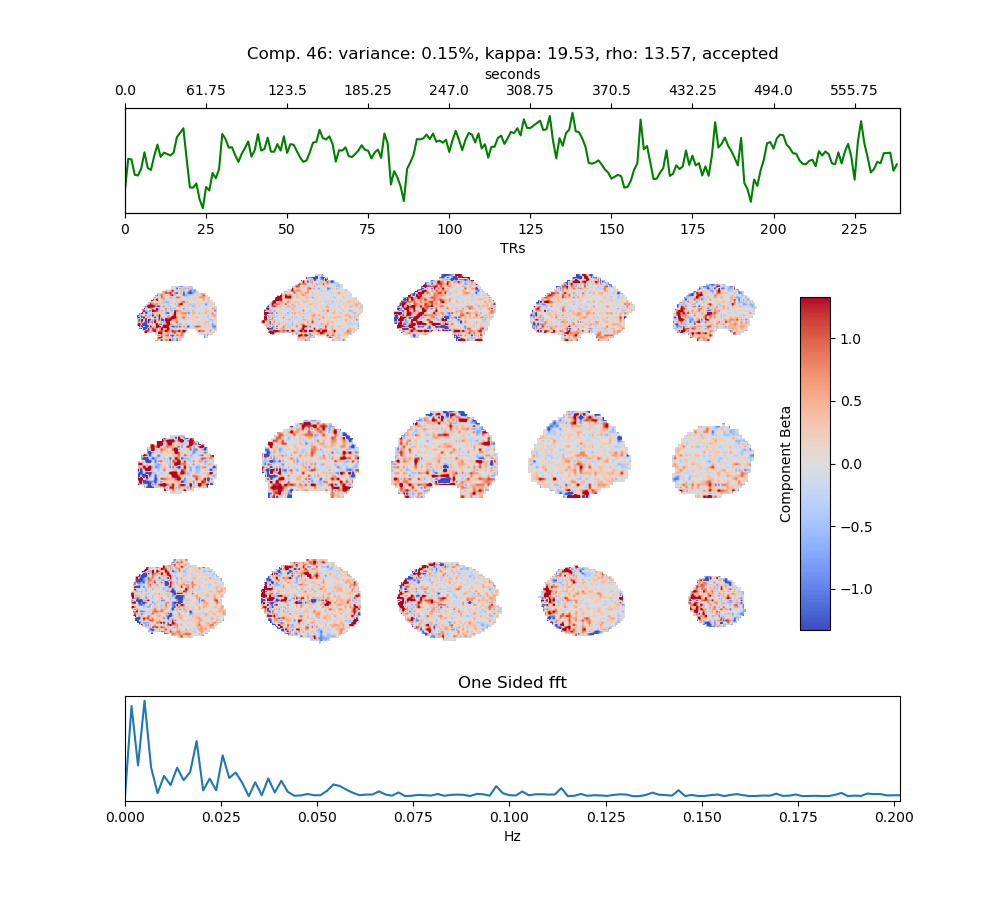 Comp. 46: variance: 0.15%, kappa: 19.53, rho: 13.57, accepted
seconds
0.0 61.75 123.5 185.25 247.0 308.75 370.5 432.25 494.0 555.75
0 25 50 75 100 125 150 175 200 225
TRs
1.0
0.5
0.0
−0.5
−1.0
Component Beta
One Sided fft
0.000 0.025 0.050 0.075 0.100 0.125 0.150 0.175 0.200
Hz